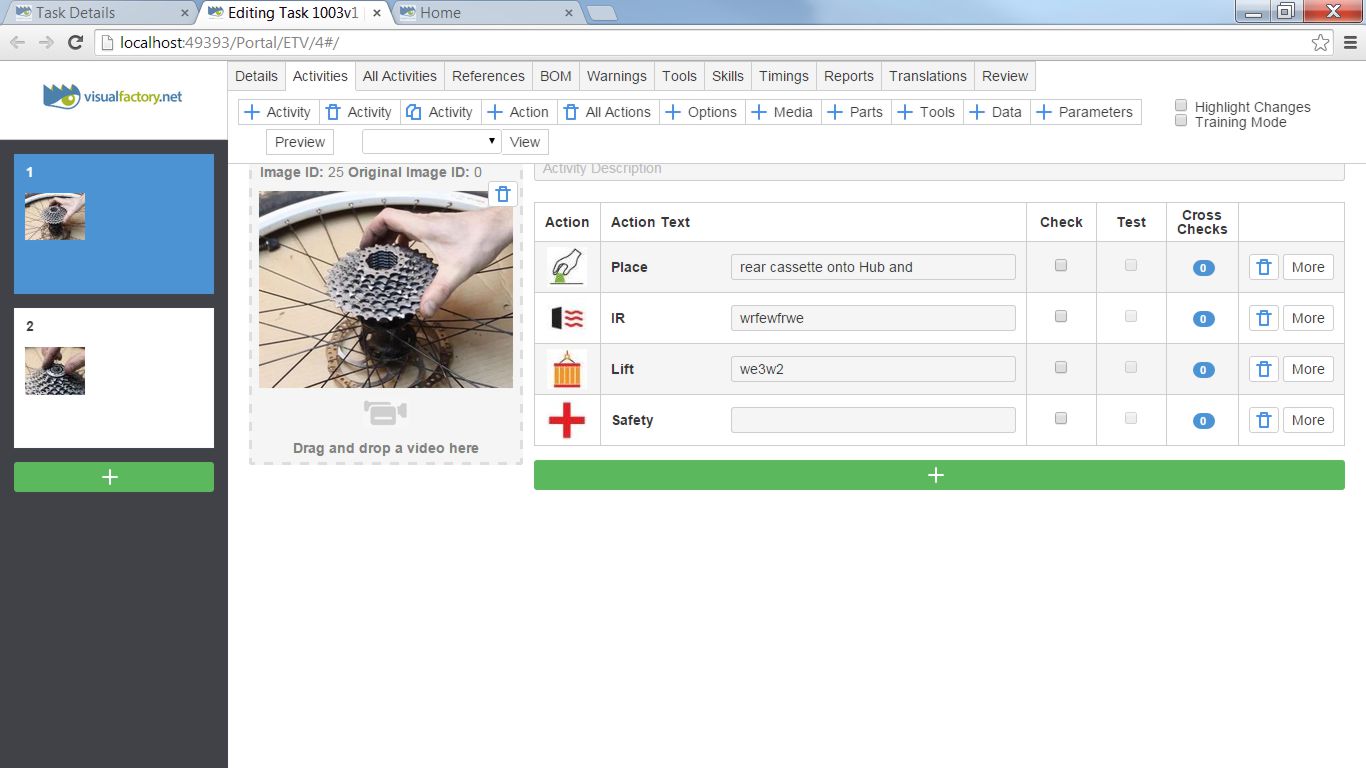 Task Details
Editing Task 1003v1
Home
localhost:49393/Portal/ETV/4#/
visualfactory.net
Details Activities All Activities References BOM Warnings Tools Skills Timings Reports Translations Review
Activity Activity Activity Action All Actions Options Media Parts Tools Data Parameters
Highlight Changes
Training Mode
Preview View
1
2
Image ID: 25 Original Image ID: 0
Drag and drop a video here
Activity Description
Action Action Text Check Test Cross
Checks
Place rear cassette onto Hub and 0 More
IR wrfewfrwe 0 More
Lift we3w2 0 More
Safety 0 More